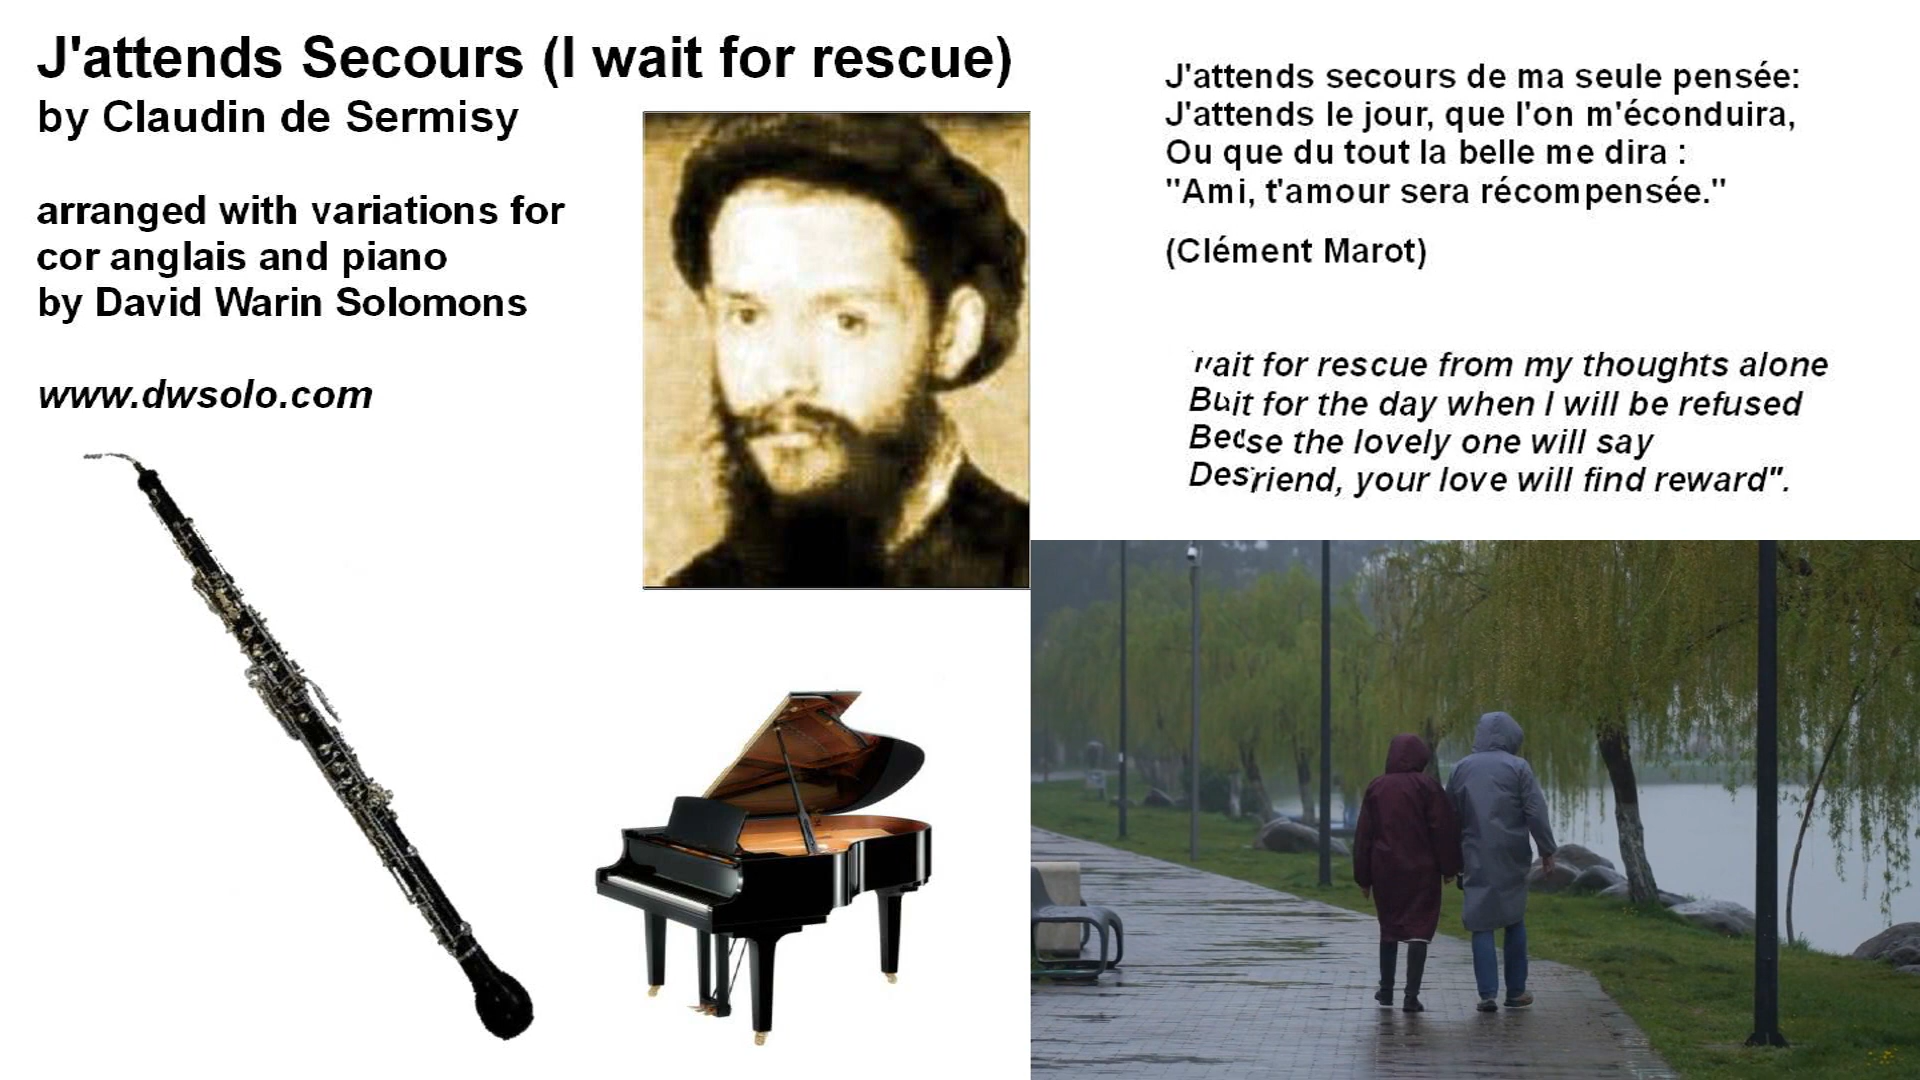 J'attends Secours (I wait for rescue)
by Claudin de Sermisy
arranged with variations for
cor anglais and piano
by David Warin Solomons
www.dwsolo.com
J'attends secours de ma seule pensée:
J'attends le jour, que l'on m'éconduira,
Ou que du tout la belle me dira :
"Ami, t'amour sera récompensée."
(Clément Marot)
for rescue from my thoughts alone
for the day when I will be refused
the lovely one will say
your love will find reward".